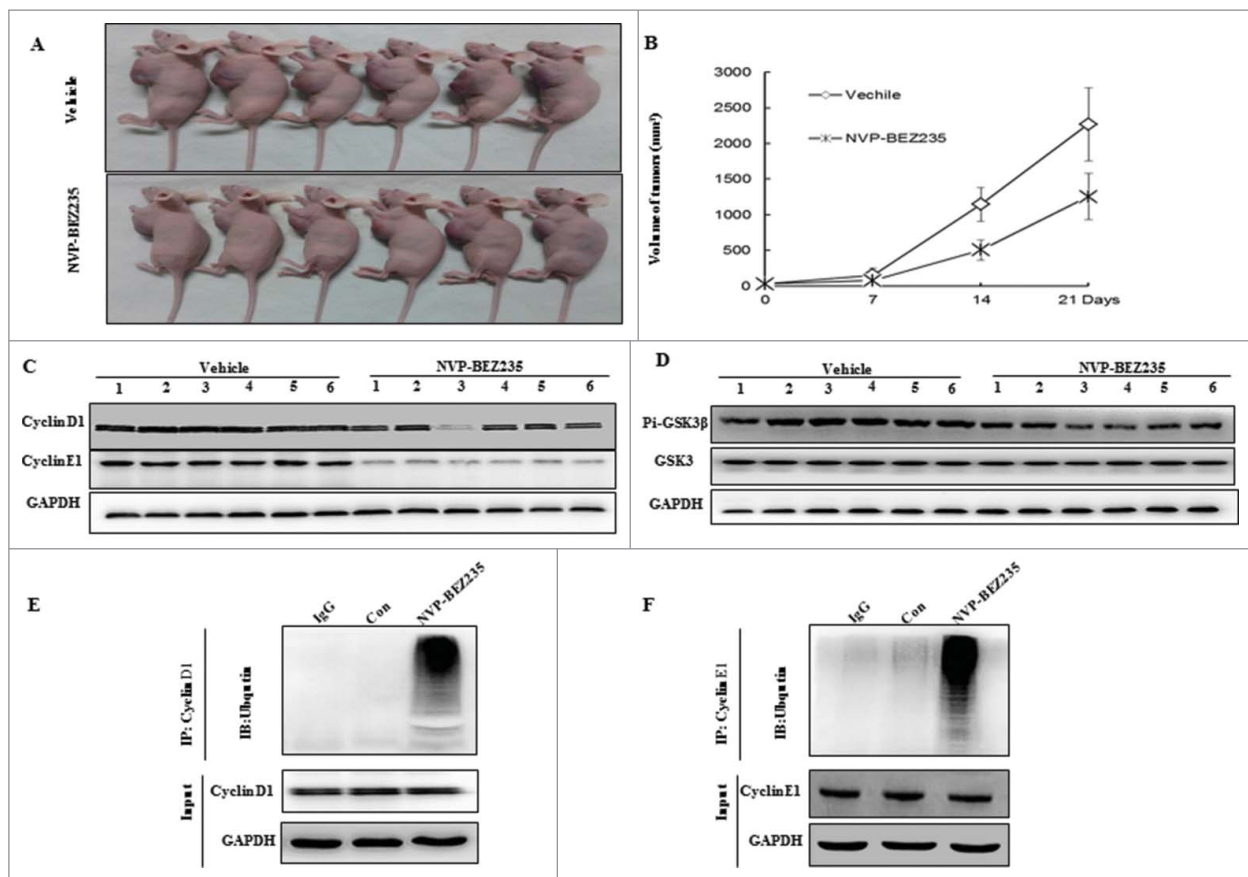 A
Vehicle
NVP-BEZ235
B
Volume of tumors (mm³)
3000
2500
2000
1500
1000
500
0
Vechile
NVP-BEZ235
0 7 14 21 Days
C
Vehicle NVP-BEZ235
1 2 3 4 5 6 1 2 3 4 5 6
CyclinD1
CyclinE1
GAPDH
D
Vehicle NVP-BEZ235
1 2 3 4 5 6 1 2 3 4 5 6
Pi-GSK3β
GSK3
GAPDH
E
IgG Con NVP-BEZ235
IP: CyclinD1
IB:Ubqutin
Input
CyclinD1
GAPDH
F
IgG Con NVP-BEZ235
IP: CyclinE1
IB:Ubqutin
Input
CyclinE1
GAPDH